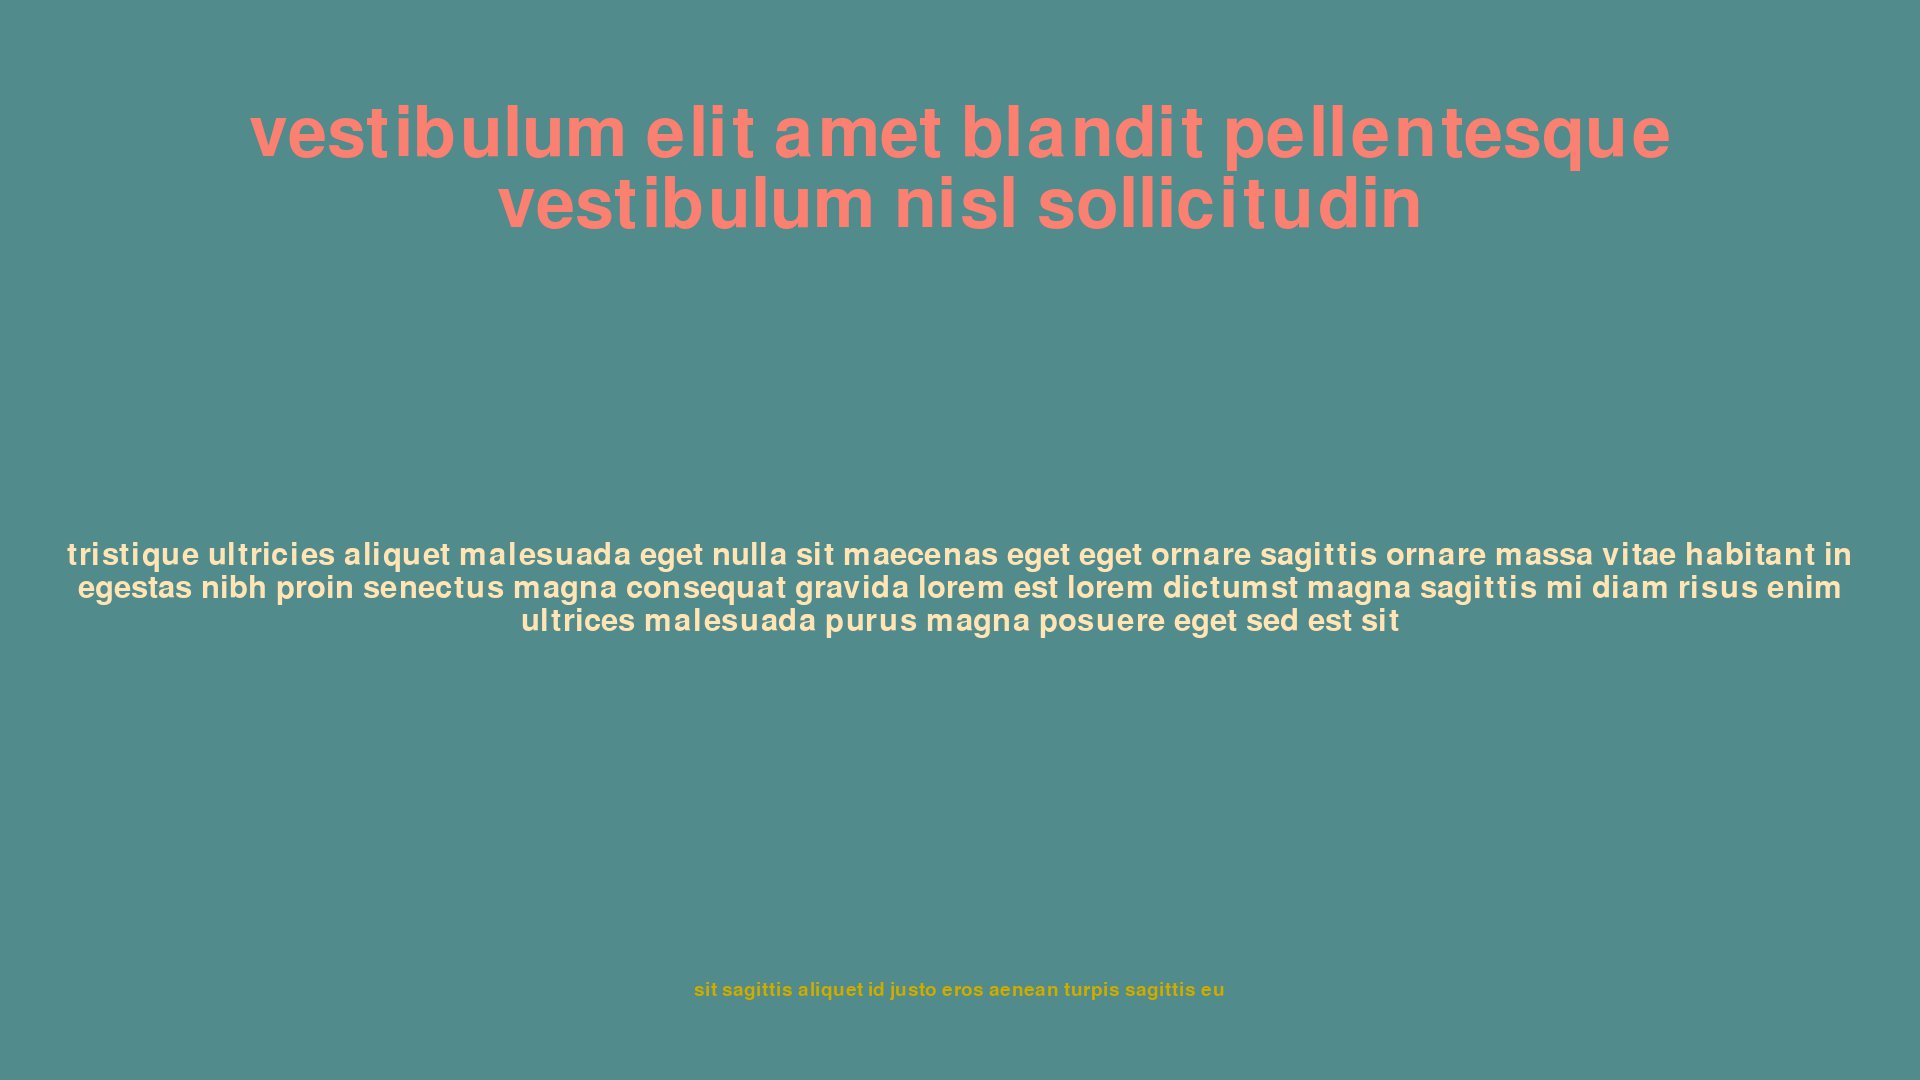 vestibulum elit amet blandit pellentesque
vestibulum nisl sollicitudin
tristique ultricies aliquet malesuada eget nulla sit maecenas eget eget ornare sagittis ornare massa vitae habitant in
egestas nibh proin senectus magna consequat gravida lorem est lorem dictumst magna sagittis mi diam risus enim
ultrices malesuada purus magna posuere eget sed est sit
sit sagittis aliquet id justo eros aenean turpis sagittis eu